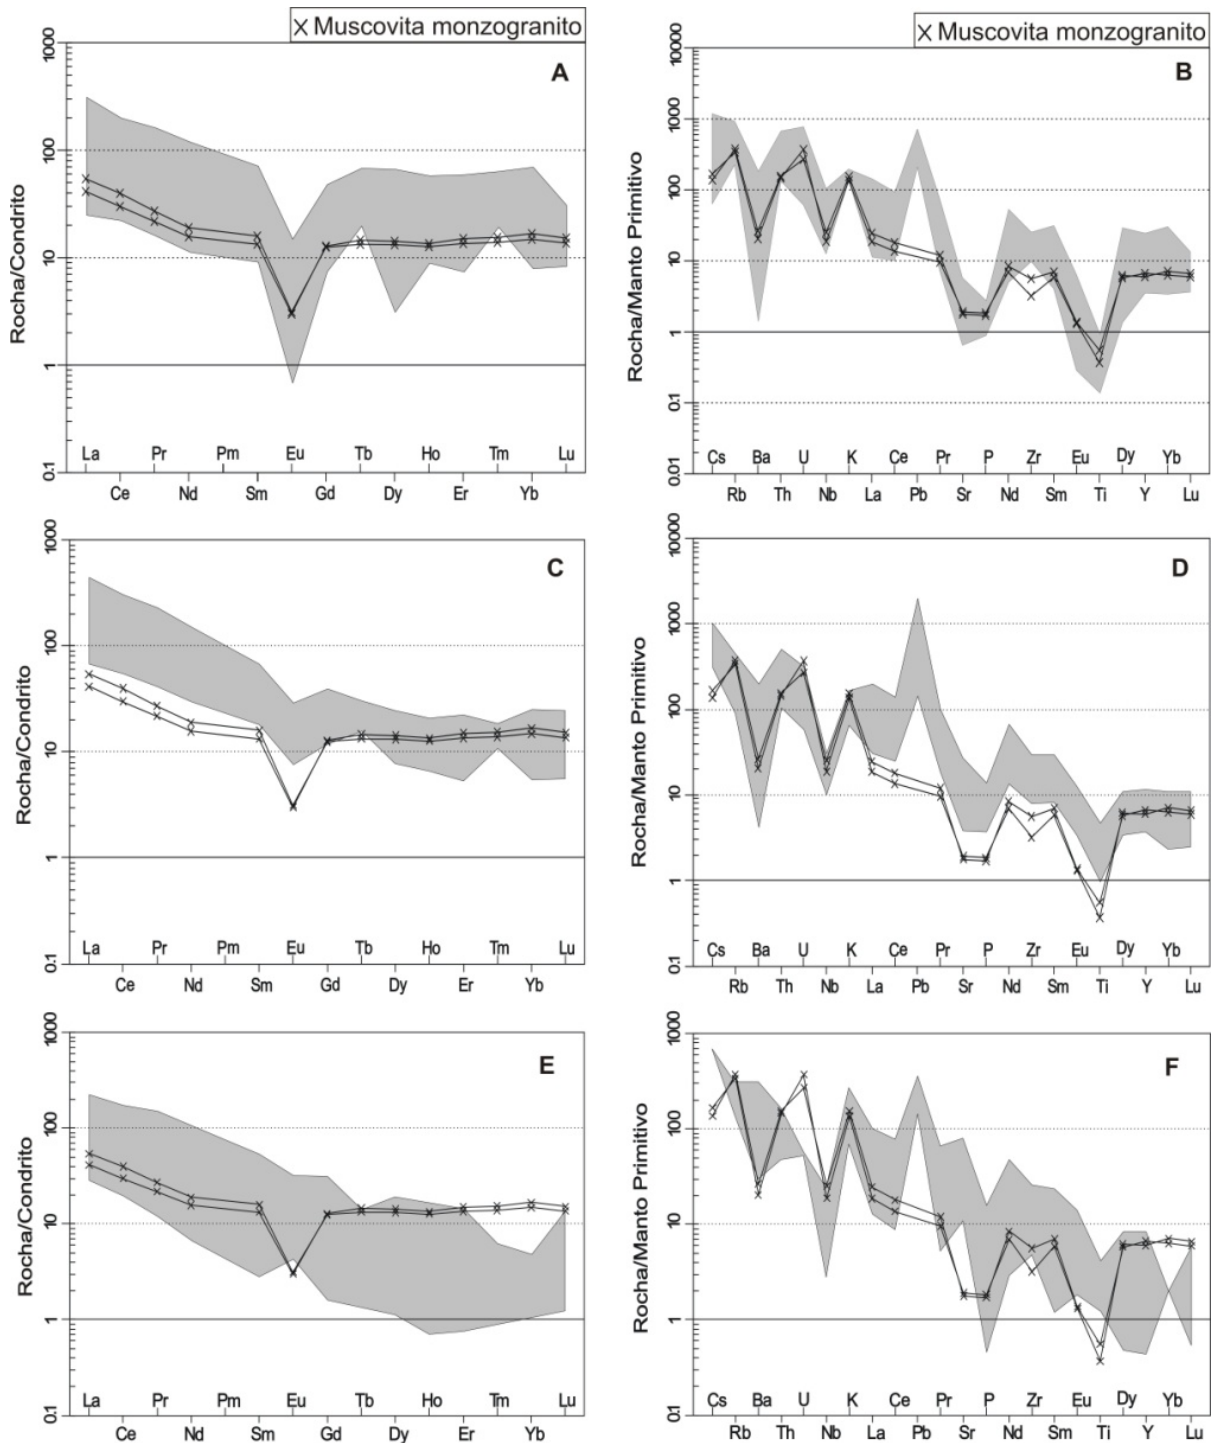 × Muscovita monzogranito
× Muscovita monzogranito
A
Rocha/Condrito
1000
100
10
1
0.1
La Pr Pm Eu Tb Ho Tm Lu
Ce Nd Sm Gd Dy Er Yb
B
Rocha/Manto Primitivo
10000
1000
100
10
1
0.1
0.01
Cs Ba U K Ce Pr P Zr Eu Dy Yb
Rb Th Nb La Pb Sr Nd Sm Ti Y Lu
C
Rocha/Condrito
1000
100
10
1
0.1
La Pr Pm Eu Tb Ho Tm Lu
Ce Nd Sm Gd Dy Er Yb
D
Rocha/Manto Primitivo
10000
1000
100
10
1
0.1
Cs Ba U K Ce Pr P Zr Eu Dy Yb
Rb Th Nb La Pb Sr Nd Sm Ti Y Lu
E
Rocha/Condrito
1000
100
10
1
0.1
La Pr Pm Eu Tb Ho Tm Lu
Ce Nd Sm Gd Dy Er Yb
F
Rocha/Manto Primitivo
1000
100
10
1
0.1
Cs Ba U K Ce Pr P Zr Eu Dy Yb
Rb Th Nb La Pb Sr Nd Sm Ti Y Lu